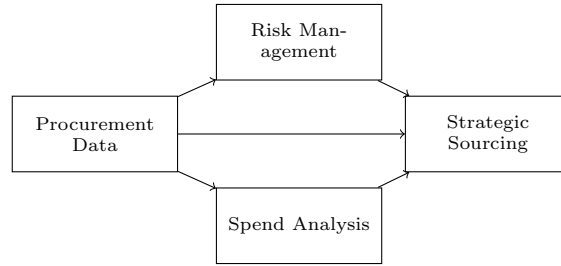 Risk Man-
agement
Procurement
Data
Strategic
Sourcing
Spend Analysis